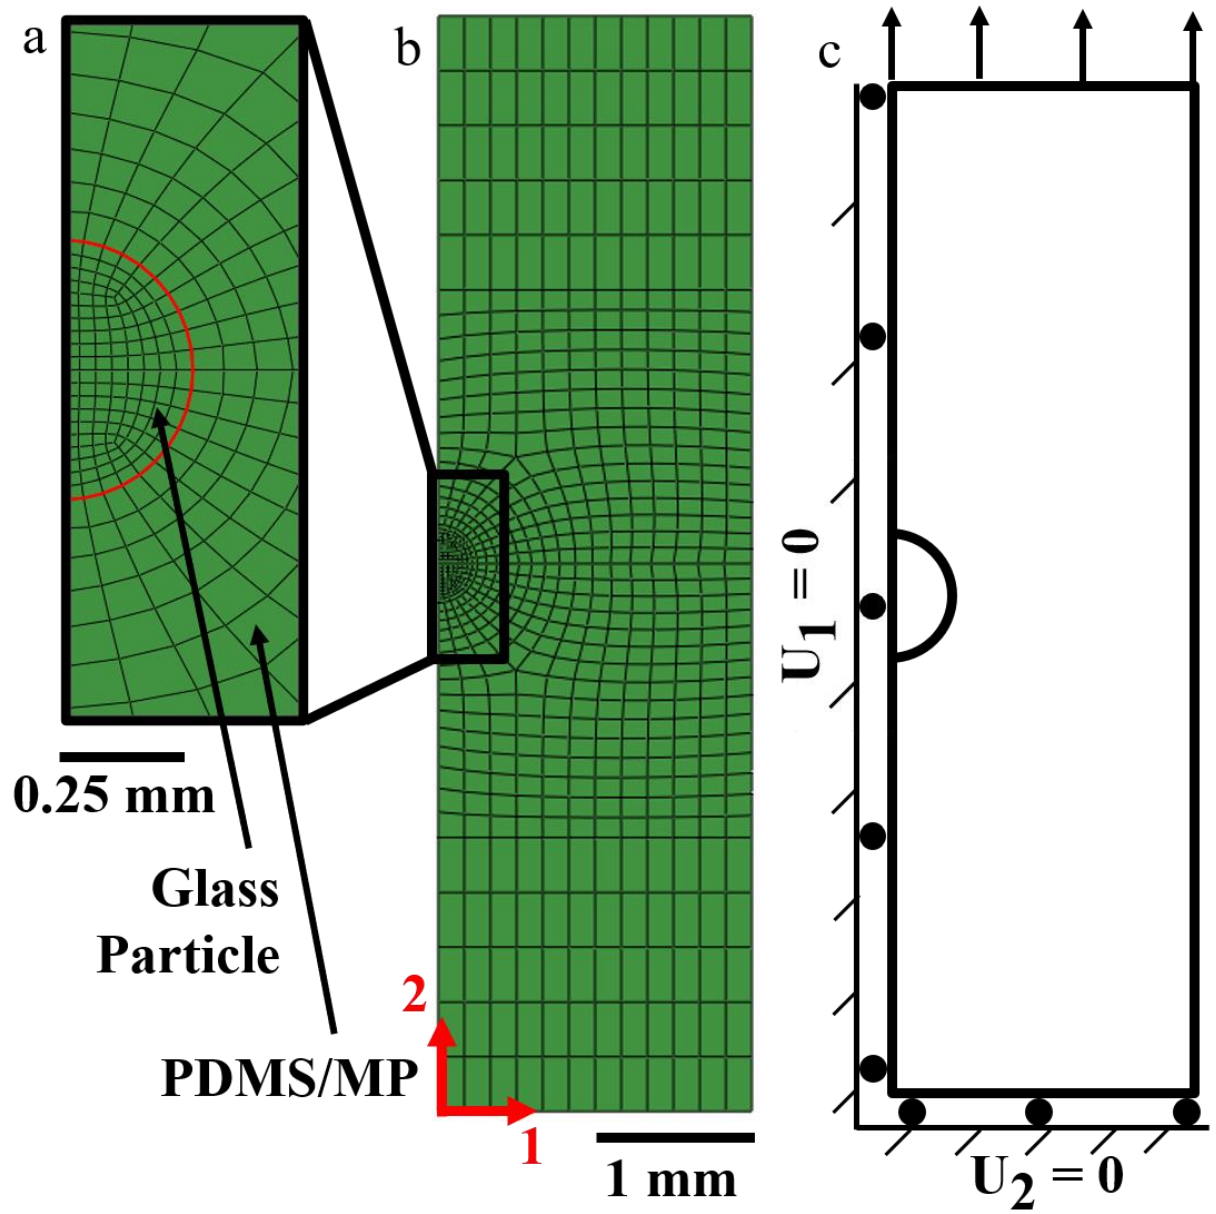 a
b
c
0.25 mm
Glass
Particle
PDMS/MP
2
1
1 mm
U1 = 0
U2 = 0